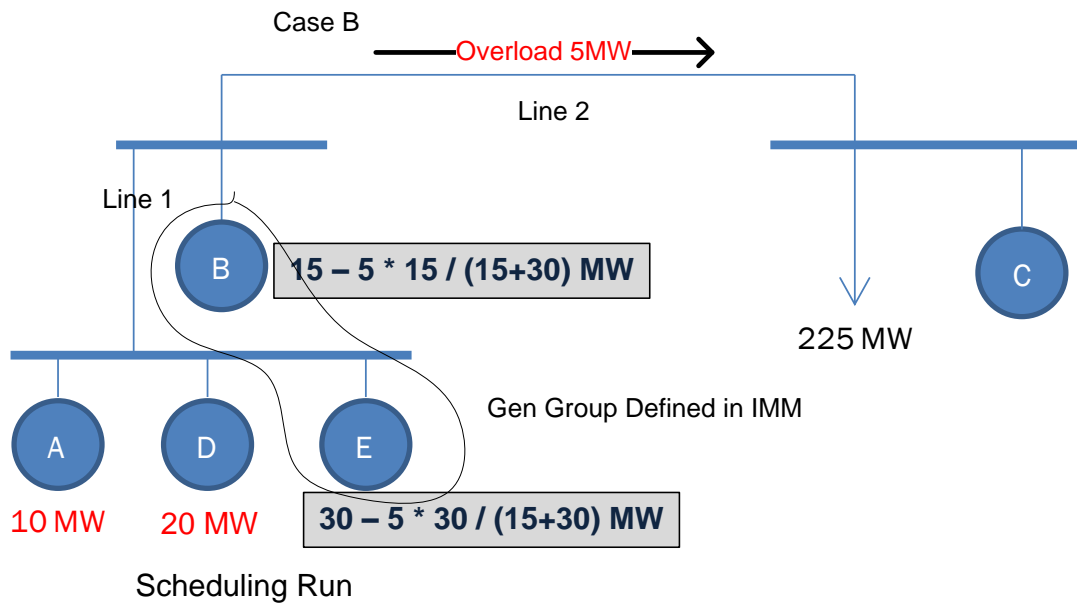 Case B
Overload 5MW
Line 2
Line 1
B
15 – 5 * 15 / (15+30) MW
C
225 MW
Gen Group Defined in IMM
A
D
E
10 MW
20 MW
30 – 5 * 30 / (15+30) MW
Scheduling Run